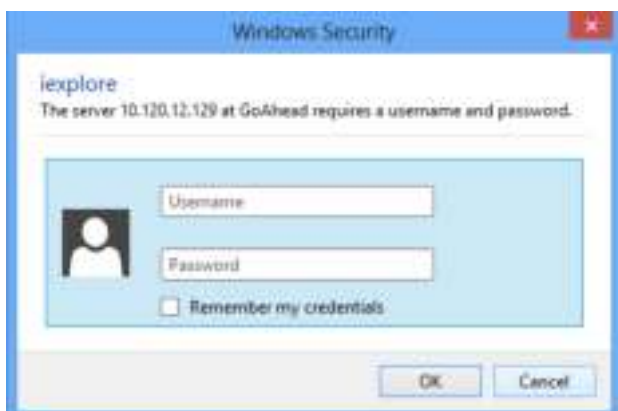 Windows Security
iexplore
The server 10.120.12.129 at GoAhead requires a username and password.
Username
Password
Remember my credentials
OK
Cancel